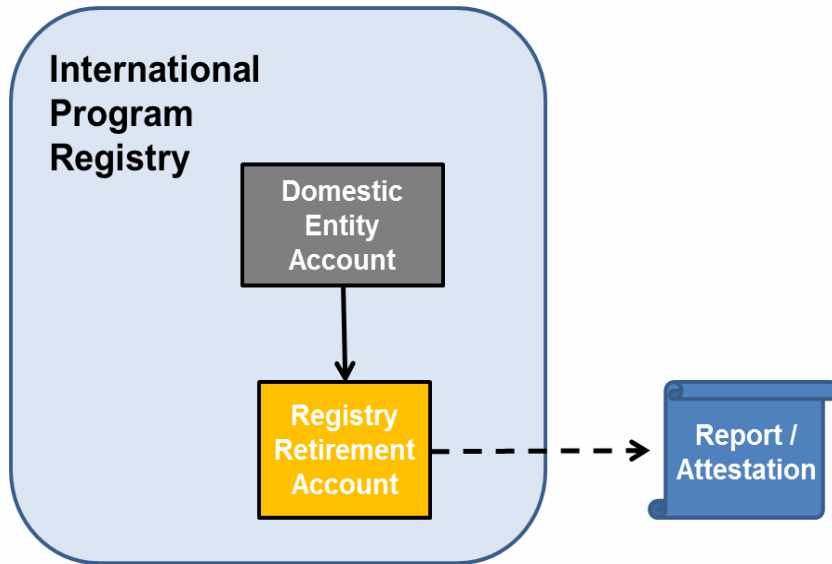 International
Program
Registry
Domestic
Entity
Account
Registry
Retirement
Account
Report /
Attestation